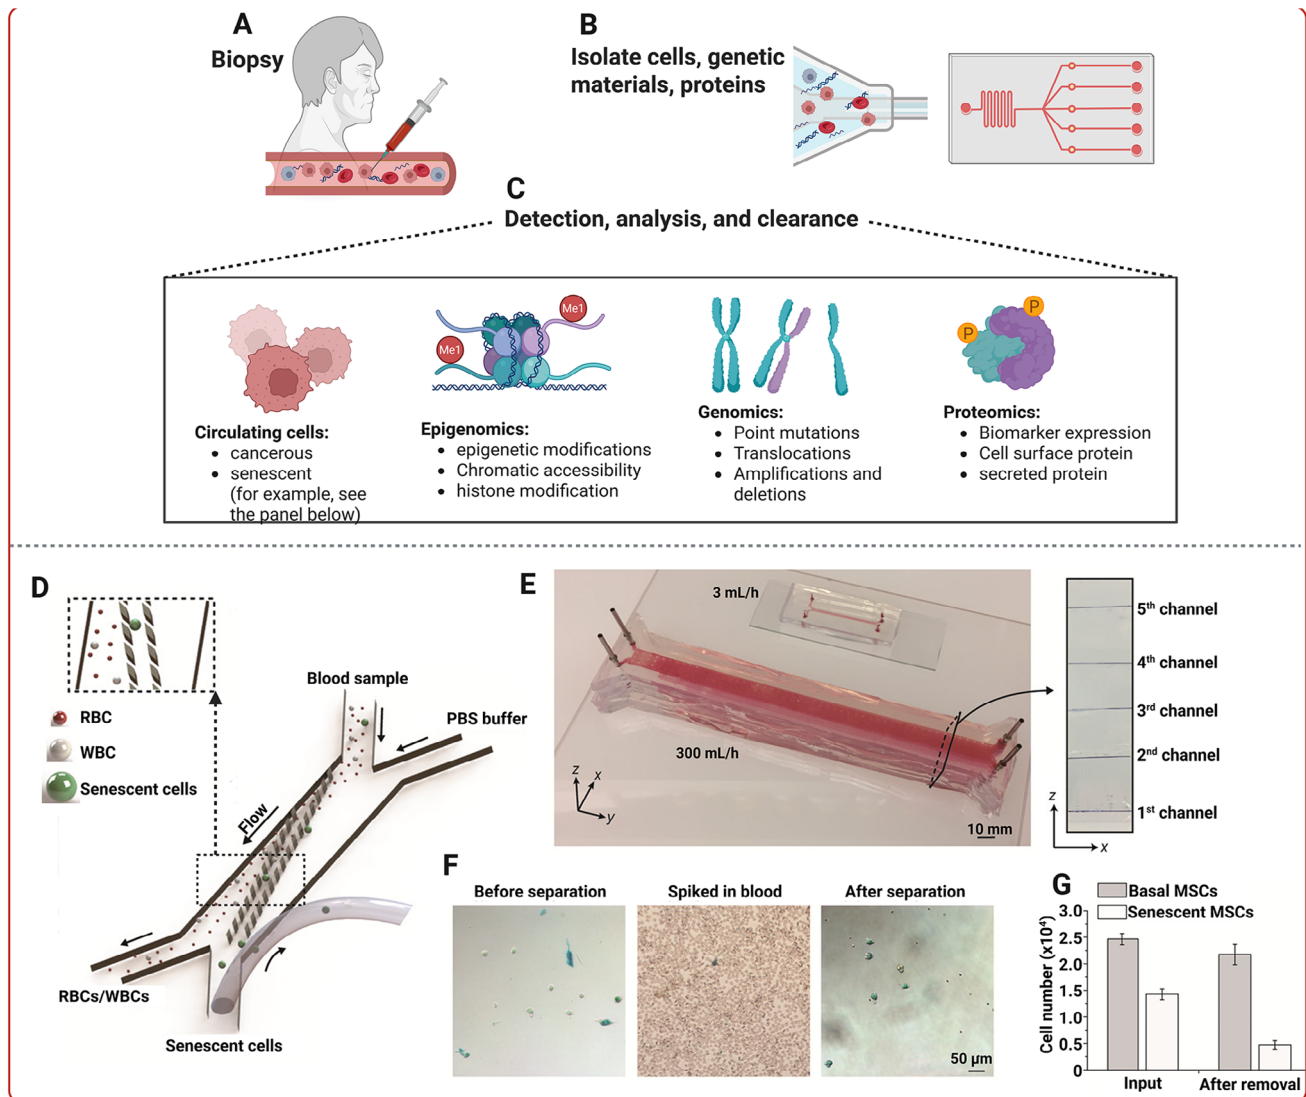 A
Biopsy
B
Isolate cells, genetic
materials, proteins
C
Detection, analysis, and clearance
Circulating cells:
• cancerous
• senescent
(for example, see
the panel below)
Me1
Me1
Epigenomics:
• epigenetic modifications
• Chromatic accessibility
• histone modification
Genomics:
• Point mutations
• Translocations
• Amplifications and
deletions
P
P
Proteomics:
• Biomarker expression
• Cell surface protein
• secreted protein
D
RBC
WBC
Senescent cells
Blood sample
PBS buffer
Flow
RBCs/WBCs
Senescent cells
E
3 mL/h
300 mL/h
z
x
y
10 mm
5th channel
4th channel
3rd channel
2nd channel
1st channel
z
x
F
Before separation
Spiked in blood
After separation
50 µm
G
Basal MSCs
Senescent MSCs
Cell number (x10⁴)
3.0
2.5
2.0
1.0
1.0
0.5
0
Input
After removal